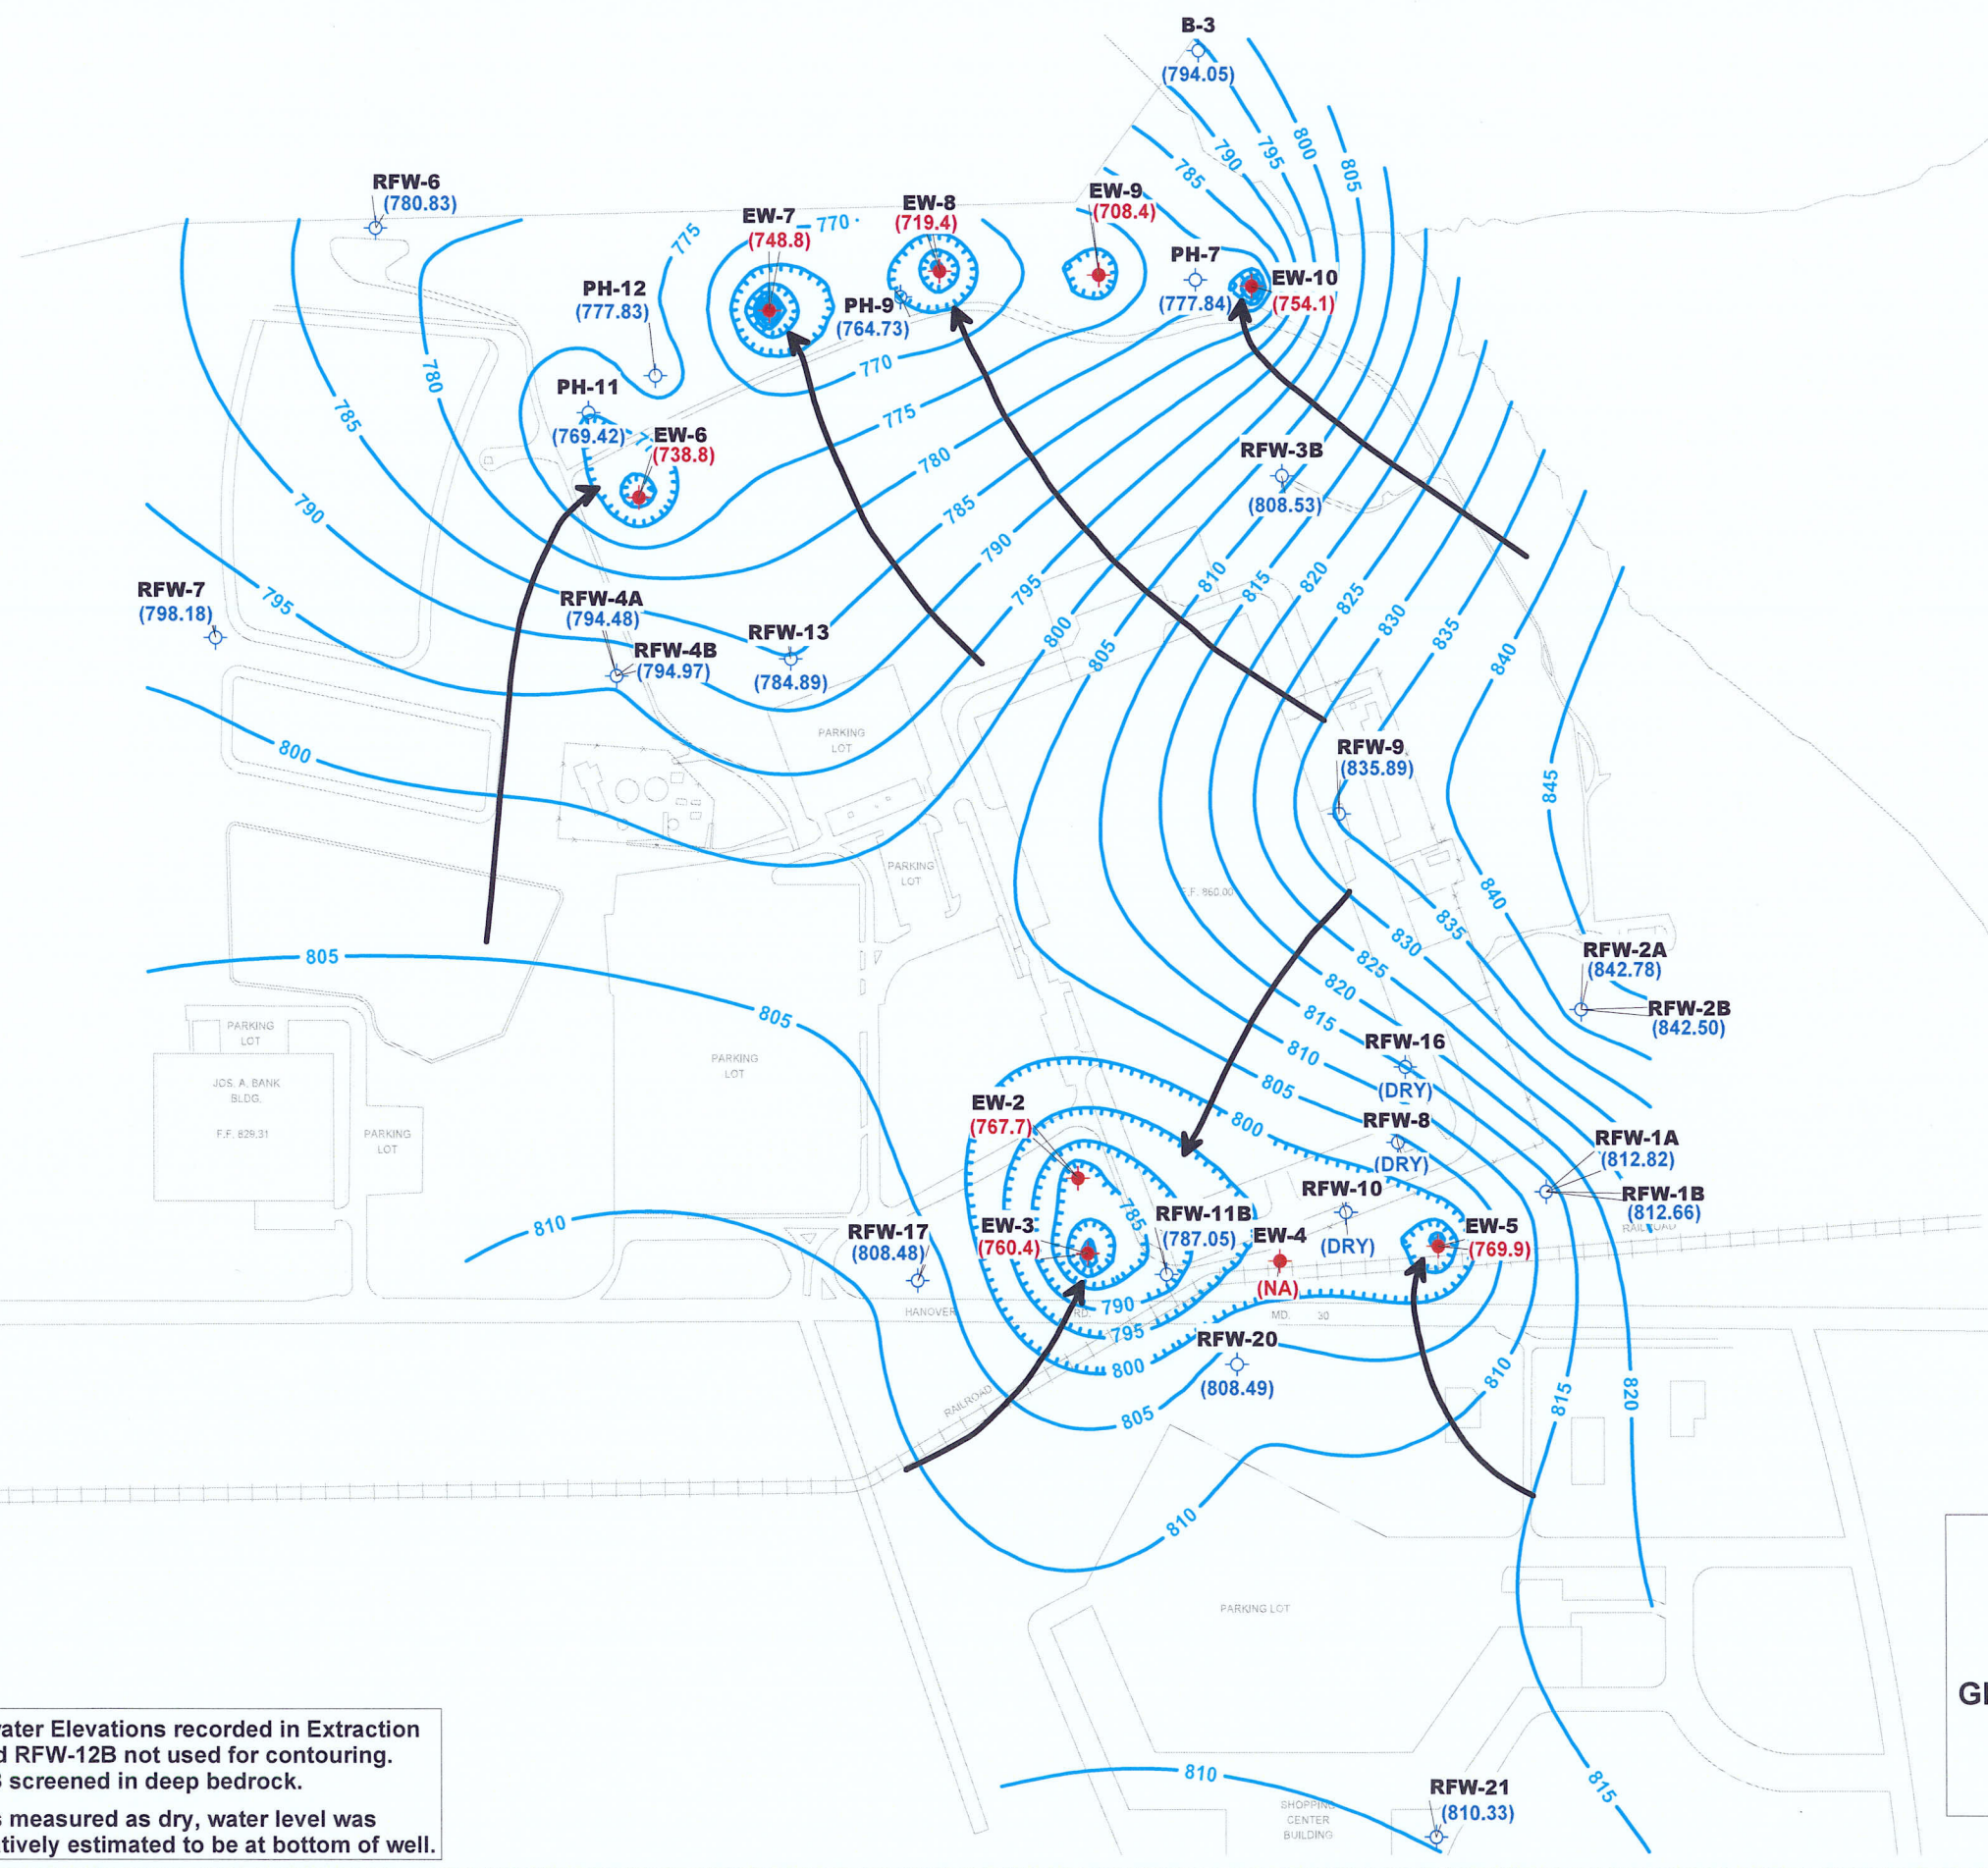 B-3
(794.05)
790
795
800
805
785
RFW-6
(780.83)
EW-7
(748.8)
770
EW-8
(719.4)
EW-9
(708.4)
775
PH-12
(777.83)
PH-9
(764.73)
PH-7
(777.84)
EW-10
(754.1)
780
785
770
PH-11
(769.42)
EW-6
(738.8)
775
780
RFW-3B
(808.53)
790
785
790
RFW-7
(798.18)
795
RFW-4A
(794.48)
RFW-4B
(794.97)
RFW-13
(784.89)
795
800
805
810
815
820
825
830
835
840
PARKING
LOT
800
RFW-9
(835.89)
845
PARKING
LOT
F.F. 860.00
840
835
830
825
820
815
810
805
800
805
805
RFW-2A
(842.78)
RFW-2B
(842.50)
PARKING
LOT
JOS. A. BANK
BLDG.
F.F. 829.31
PARKING
LOT
PARKING
LOT
RFW-16
(DRY)
EW-2
(767.7)
RFW-8
(DRY)
RFW-1A
(812.82)
RFW-1B
(812.66)
RAILROAD
810
RFW-17
(808.48)
EW-3
(760.4)
785
RFW-11B
(787.05)
EW-4
(NA)
RFW-10
(DRY)
EW-5
(769.9)
HANOVER
RD.
MD. 30
790
795
800
805
RFW-20
(808.49)
810
815
820
RAILROAD
810
PARKING LOT
810
SHOPPING
CENTER
BUILDING
RFW-21
(810.33)
815
ater Elevations recorded in Extraction
RFW-12B not used for contouring.
screened in deep bedrock.
measured as dry, water level was
tively estimated to be at bottom of well.